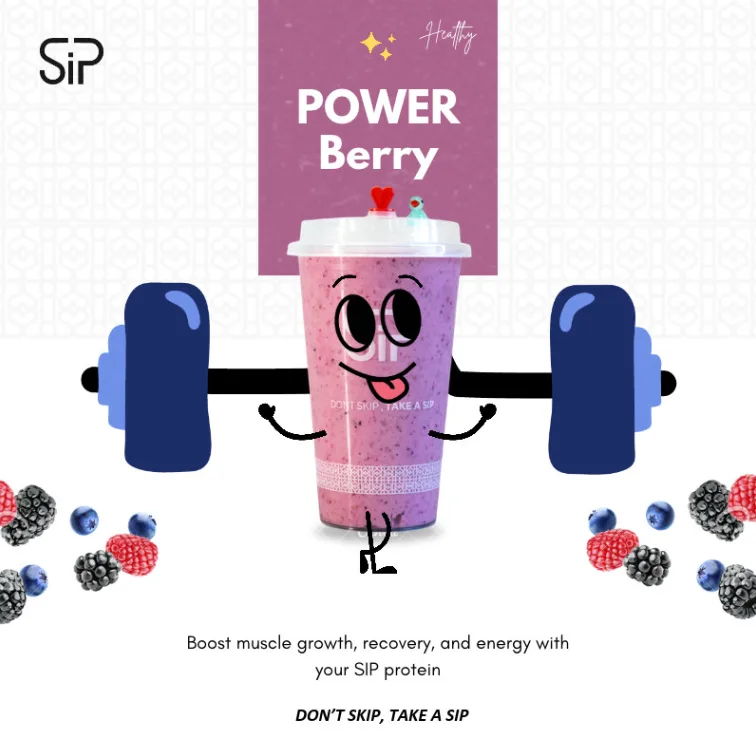 SiP
Healthy
POWER
Berry
SiP
DON'T SKIP, TAKE A SIP
Boost muscle growth, recovery, and energy with
your SIP protein
DON'T SKIP, TAKE A SIP